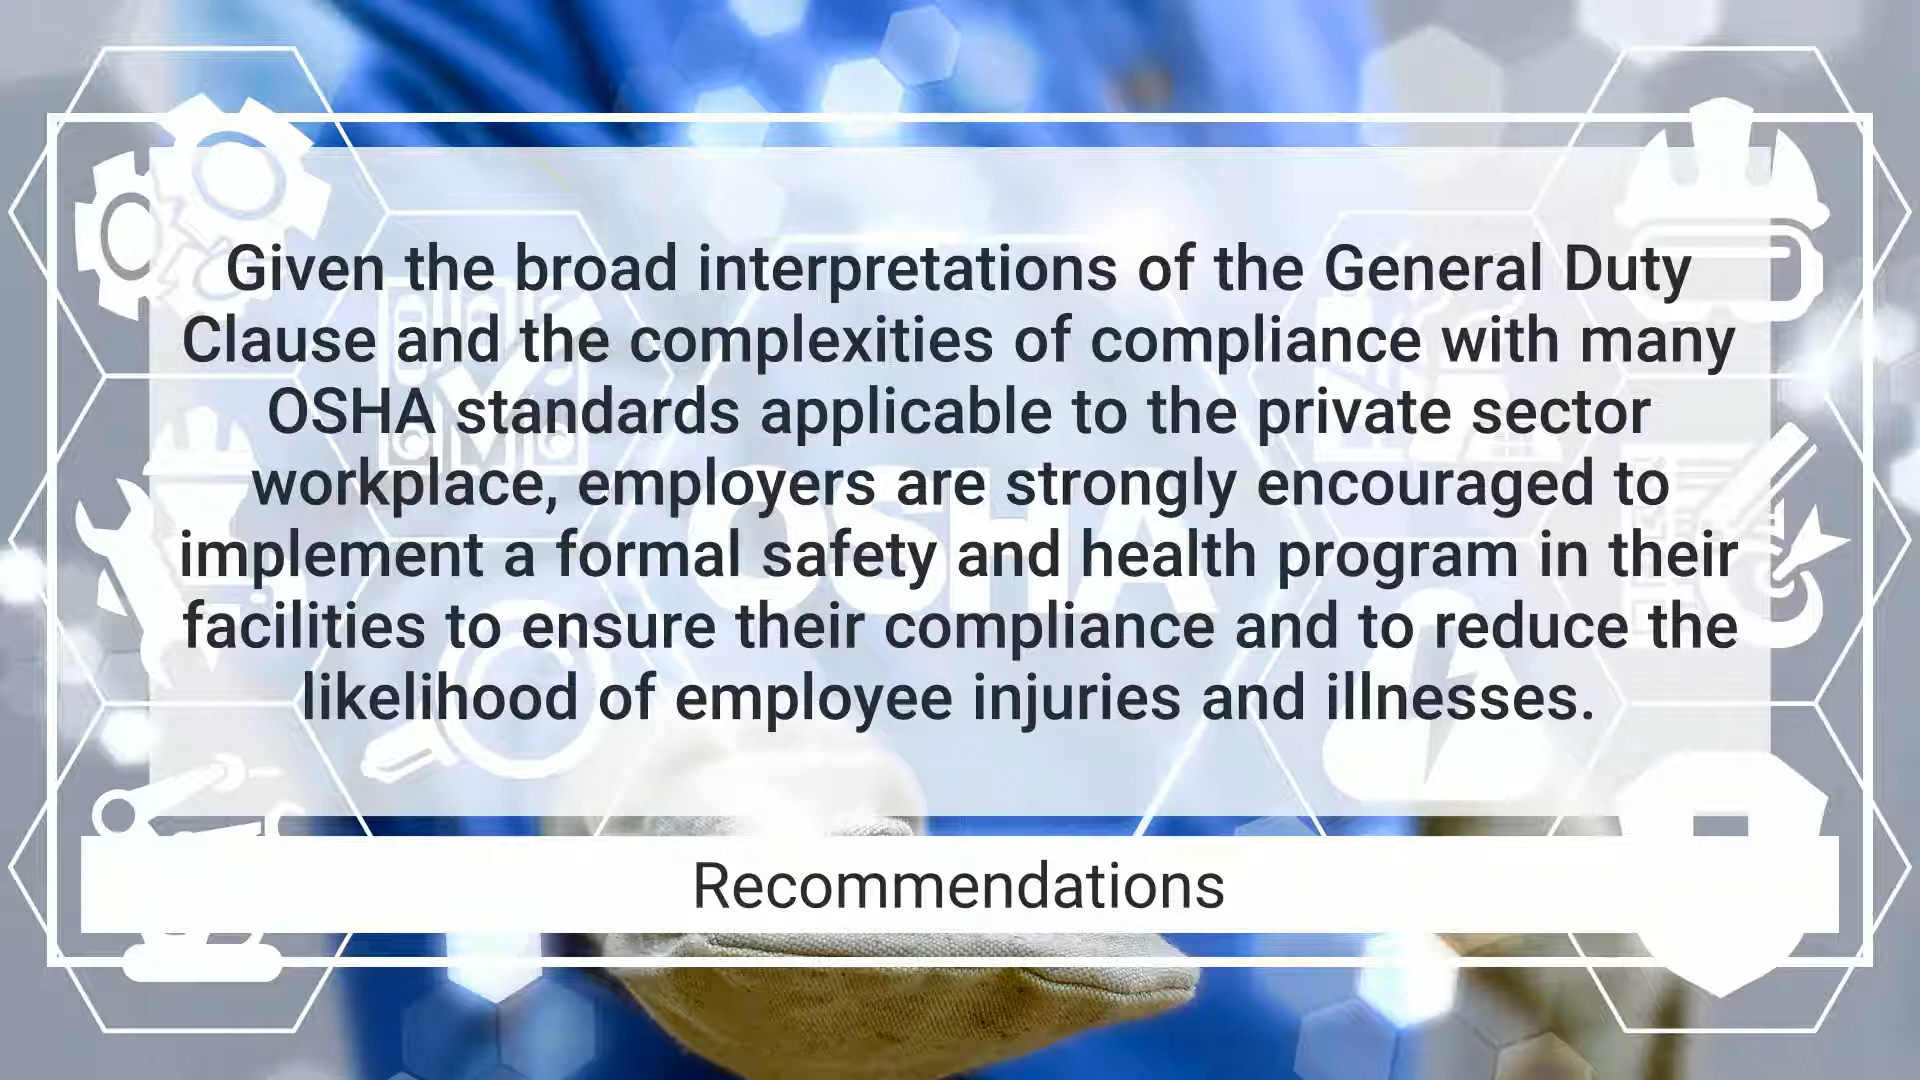 Given the broad interpretations of the General Duty
Clause and the complexities of compliance with many
OSHA standards applicable to the private sector
workplace, employers are strongly encouraged to
implement a formal safety and health program in their
facilities to ensure their compliance and to reduce the
likelihood of employee injuries and illnesses.
OSHA
Recommendations